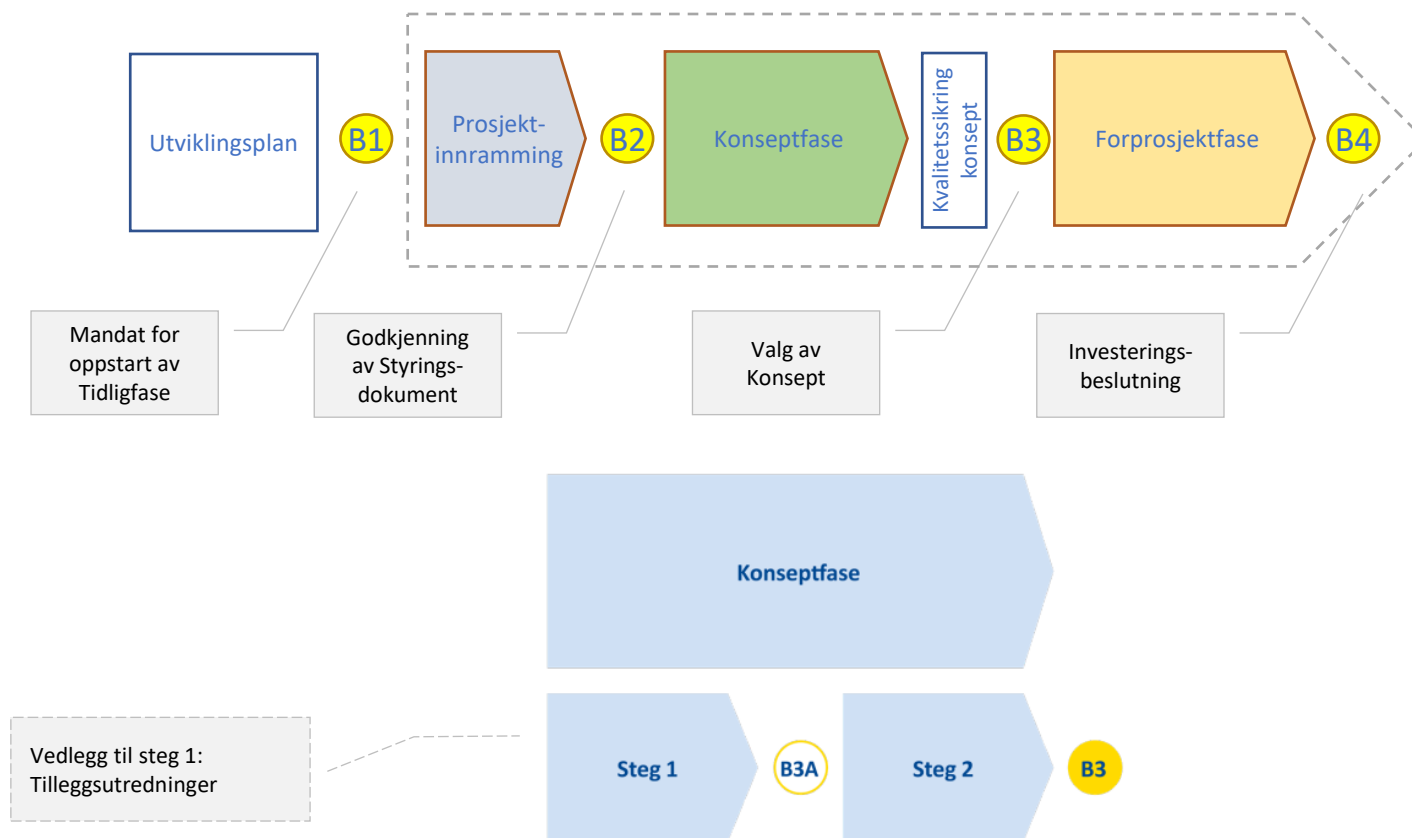 Utviklingsplan
B1
Prosjekt-
innramming
B2
Konseptfase
Kvalitetssikring
konsept
B3
Forprosjektfase
B4
Mandat for
oppstart av
Tidligfase
Godkjenning
av Styrings-
dokument
Valg av
Konsept
Investerings-
beslutning
Konseptfase
Vedlegg til steg 1:
Tilleggsutredninger
Steg 1
B3A
Steg 2
B3